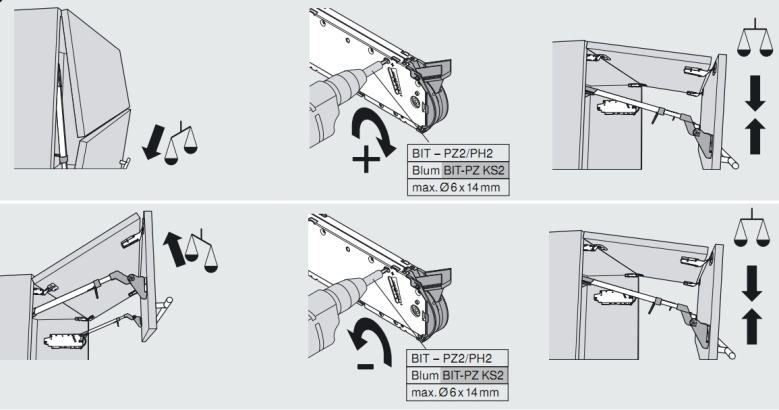 +
BIT – PZ2/PH2
Blum BIT-PZ KS2
max. Ø 6 x 14 mm
-
BIT – PZ2/PH2
Blum BIT-PZ KS2
max. Ø 6 x 14 mm